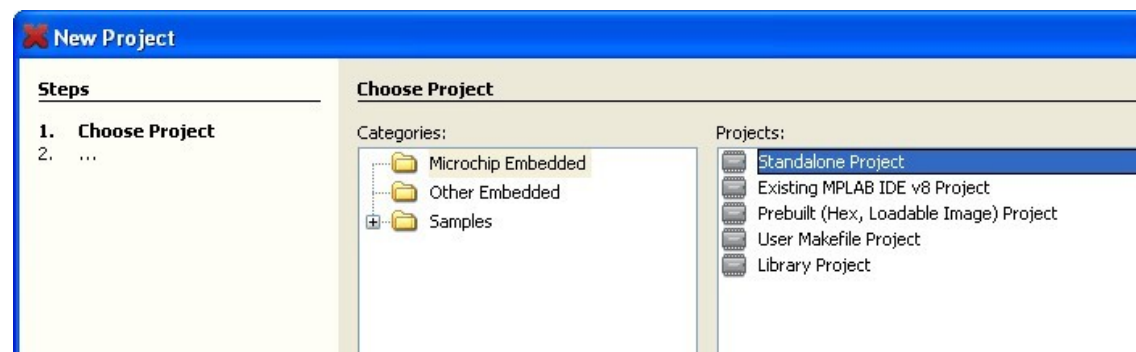 New Project
Steps
1. Choose Project
2. ...
Choose Project
Categories:
Microchip Embedded
Other Embedded
Samples
Projects:
Standalone Project
Existing MPLAB IDE v8 Project
Prebuilt (Hex, Loadable Image) Project
User Makefile Project
Library Project